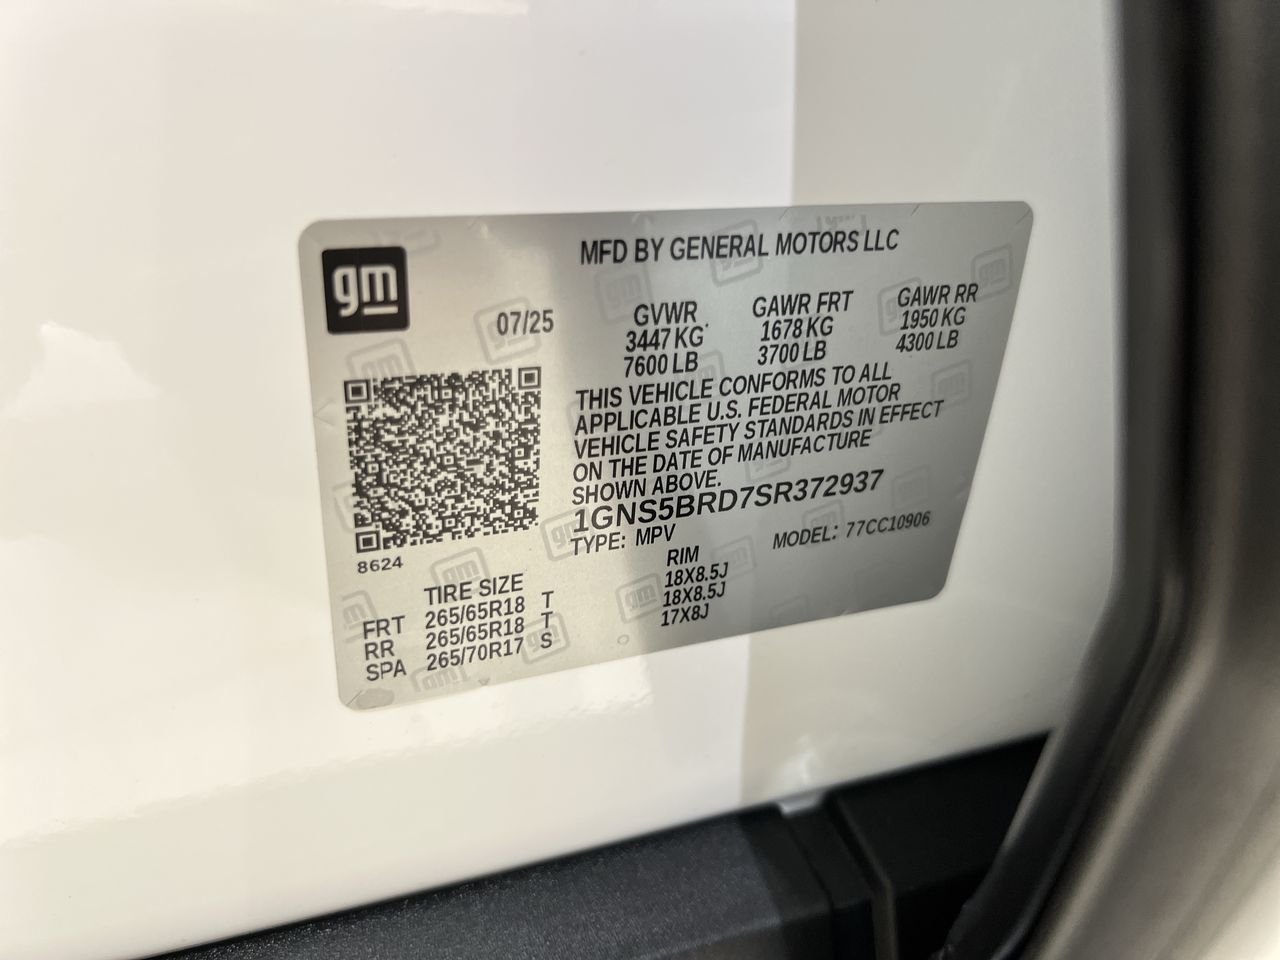 gm
MFD BY GENERAL MOTORS LLC
07/25
GVWR GAWR FRT GAWR RR
3447 KG 1678 KG 1950 KG
7600 LB 3700 LB 4300 LB
THIS VEHICLE CONFORMS TO ALL
APPLICABLE U.S. FEDERAL MOTOR
VEHICLE SAFETY STANDARDS IN EFFECT
ON THE DATE OF MANUFACTURE
SHOWN ABOVE.
1GNS5BRD7SR372937
TYPE: MPV MODEL: 77CC10906
8624
TIRE SIZE RIM
FRT 265/65R18 T 18X8.5J
RR 265/65R18 T 18X8.5J
SPA 265/70R17 S 17X8J